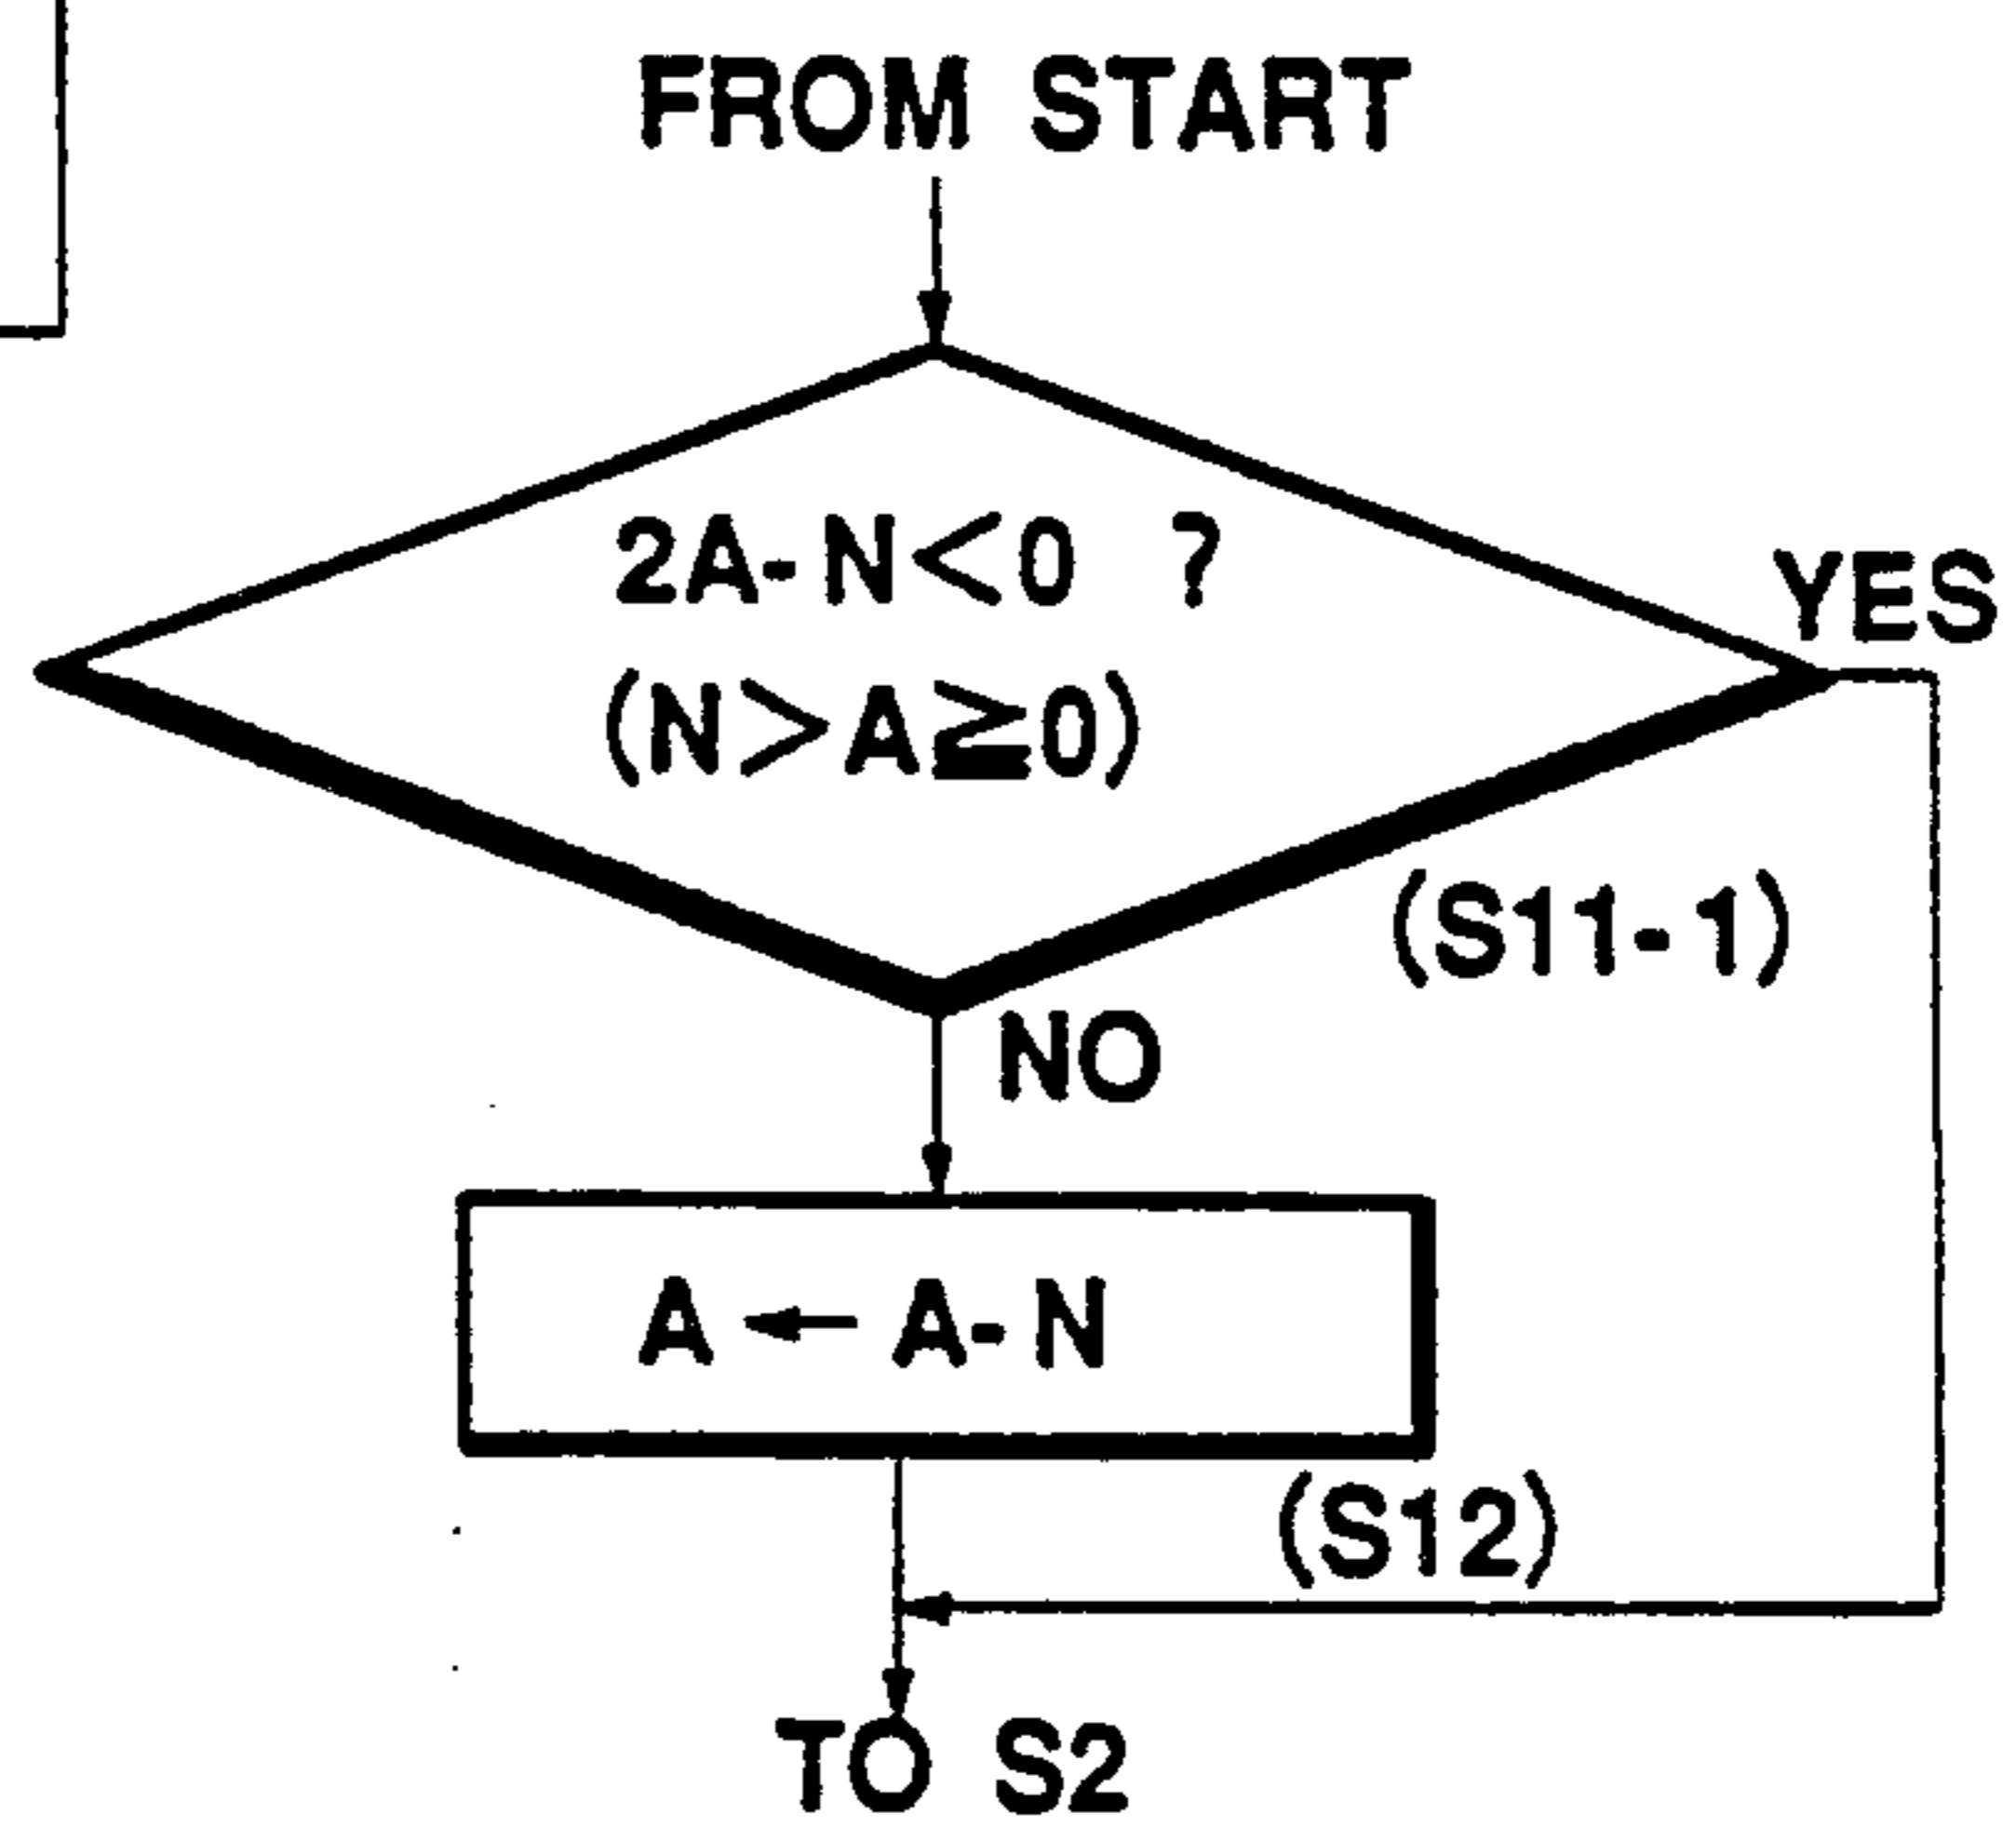 FROM START
2A-N<0 ?
(N>A≧0)
YES
(S11-1)
NO
A ← A-N
(S12)
TO S2